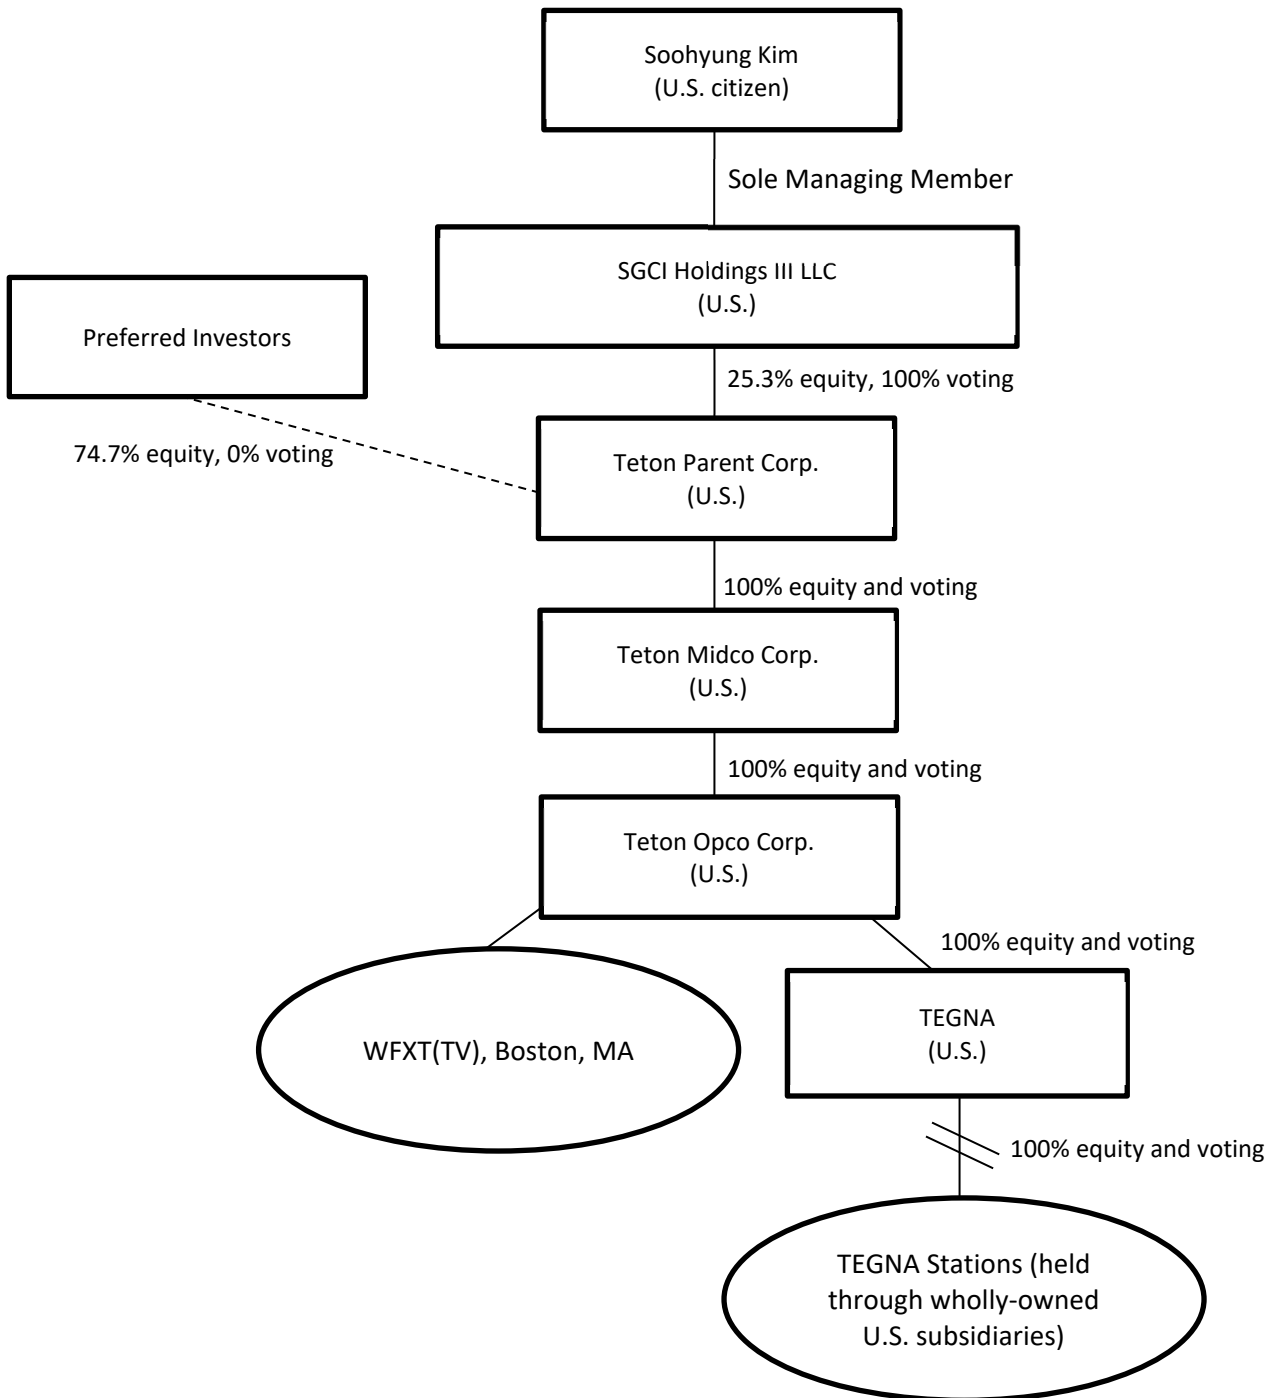 Soohyung Kim
(U.S. citizen)
Sole Managing Member
SGCI Holdings III LLC
(U.S.)
Preferred Investors
25.3% equity, 100% voting
74.7% equity, 0% voting
Teton Parent Corp.
(U.S.)
100% equity and voting
Teton Midco Corp.
(U.S.)
100% equity and voting
Teton Opco Corp.
(U.S.)
100% equity and voting
WFXT(TV), Boston, MA
TEGNA
(U.S.)
100% equity and voting
TEGNA Stations (held
through wholly-owned
U.S. subsidiaries)